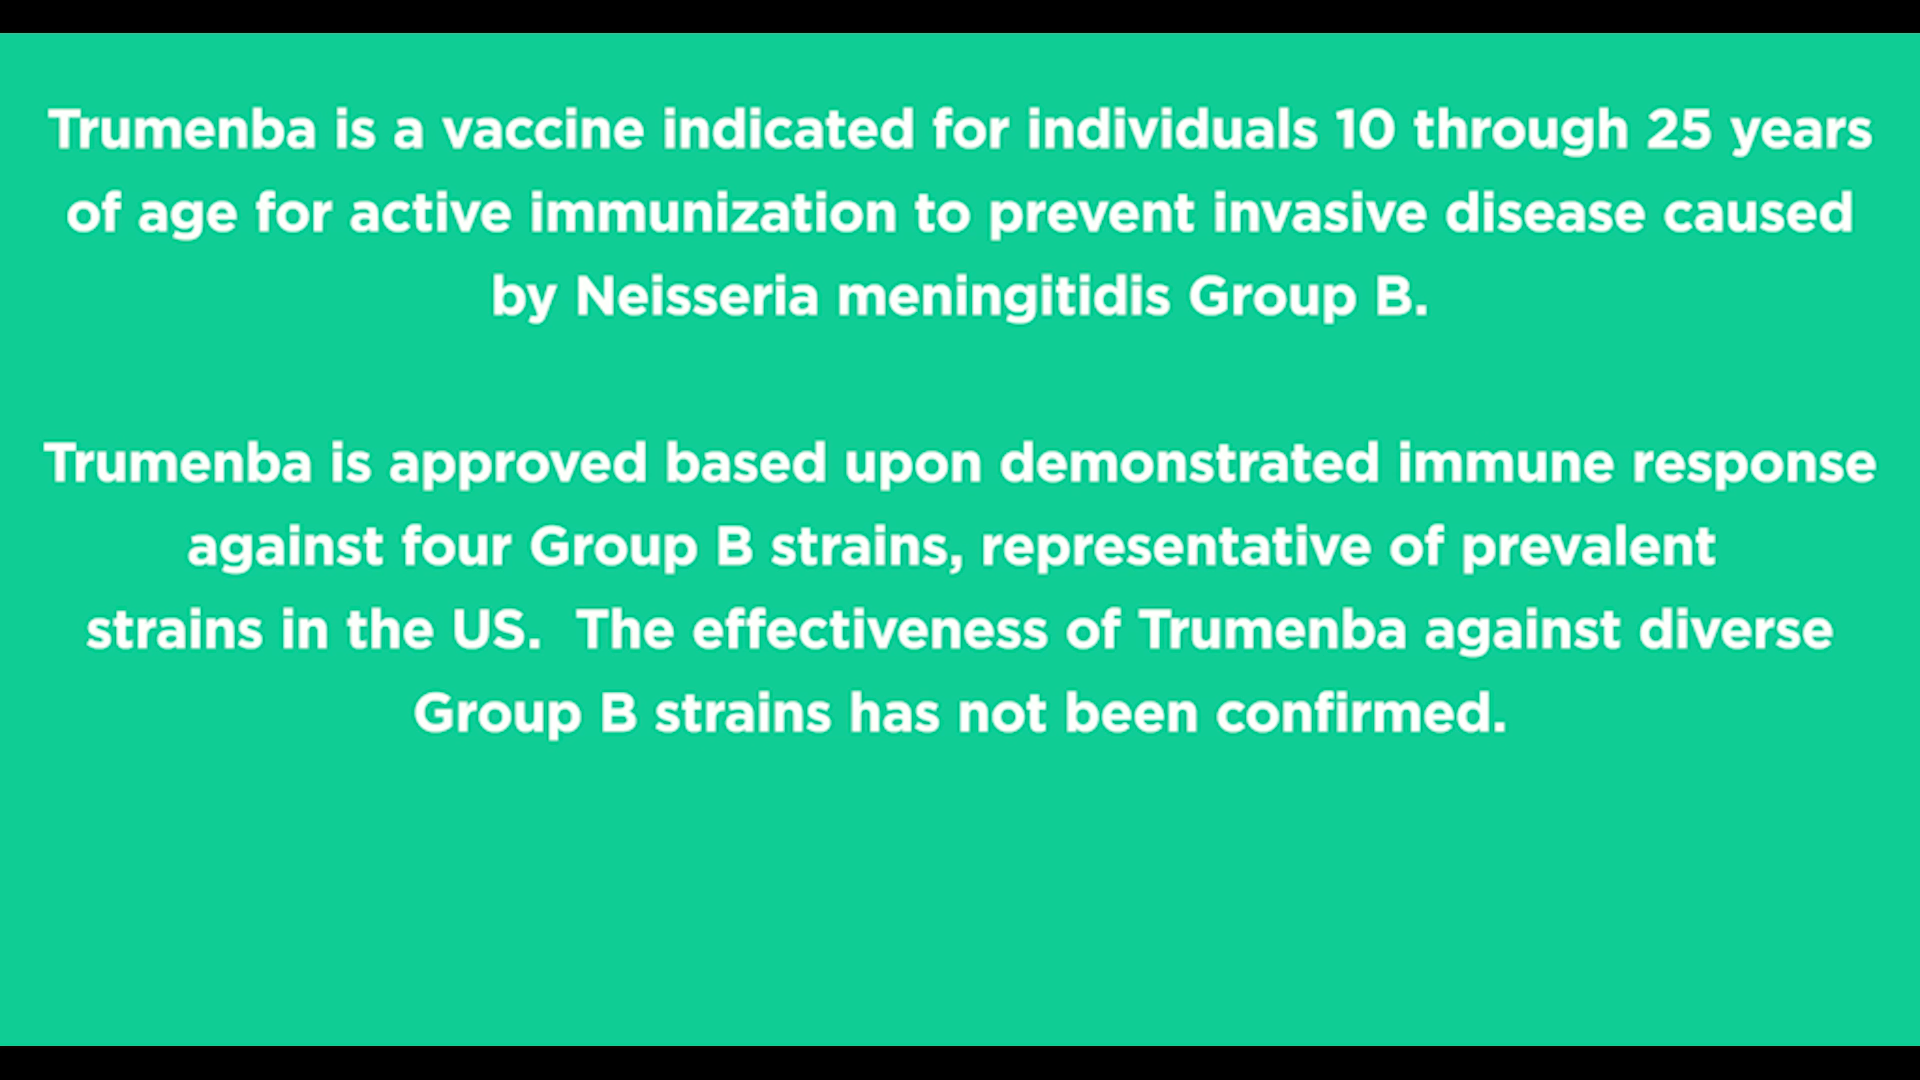 Trumenba is a vaccine indicated for individuals 10 through 25 years
of age for active immunization to prevent invasive disease caused
by Neisseria meningitidis Group B.
Trumenba is approved based upon demonstrated immune response
against four Group B strains, representative of prevalent
strains in the US.  The effectiveness of Trumenba against diverse
Group B strains has not been confirmed.